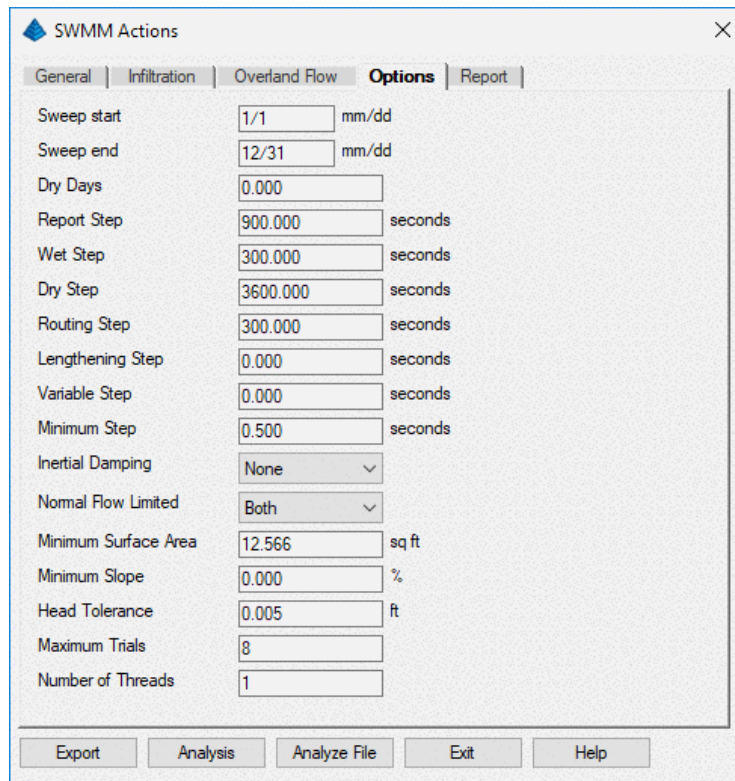 SWMM Actions
General Infiltration Overland Flow Options Report
Sweep start 1/1 mm/dd
Sweep end 12/31 mm/dd
Dry Days 0.000
Report Step 900.000 seconds
Wet Step 300.000 seconds
Dry Step 3600.000 seconds
Routing Step 300.000 seconds
Lengthening Step 0.000 seconds
Variable Step 0.000 seconds
Minimum Step 0.500 seconds
Inertial Damping None
Normal Flow Limited Both
Minimum Surface Area 12.566 sq ft
Minimum Slope 0.000 %
Head Tolerance 0.005 ft
Maximum Trials 8
Number of Threads 1
Export Analysis Analyze File Exit Help